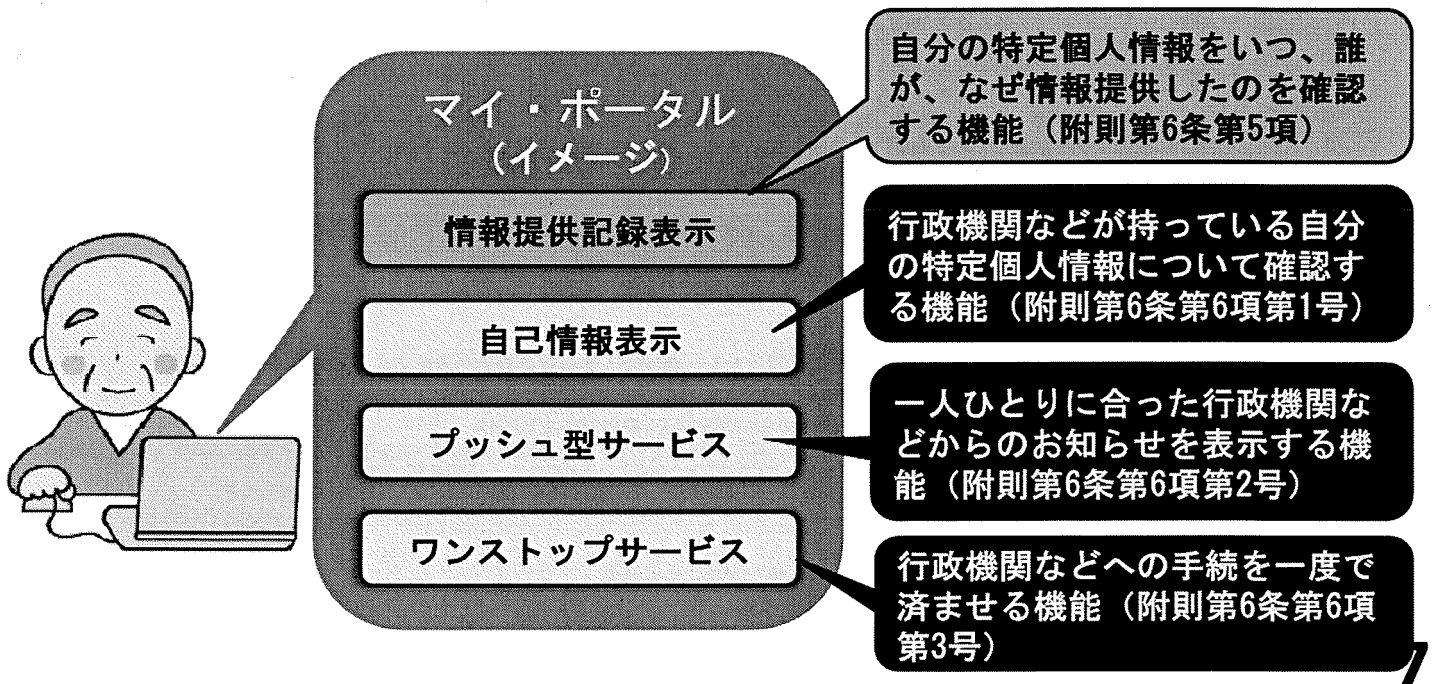 マイ・ポータル
（イメージ）
情報提供記録表示
自己情報表示
プッシュ型サービス
ワンストップサービス
自分の特定個人情報をいつ、誰
が、なぜ情報提供したのを確認
する機能（附則第6条第5項）
行政機関などが持っている自分
の特定個人情報について確認す
る機能（附則第6条第6項第1号）
一人ひとりに合った行政機関な
どからのお知らせを表示する機
能（附則第6条第6項第2号）
行政機関などへの手続を一度で
済ませる機能（附則第6条第6項
第3号）
7